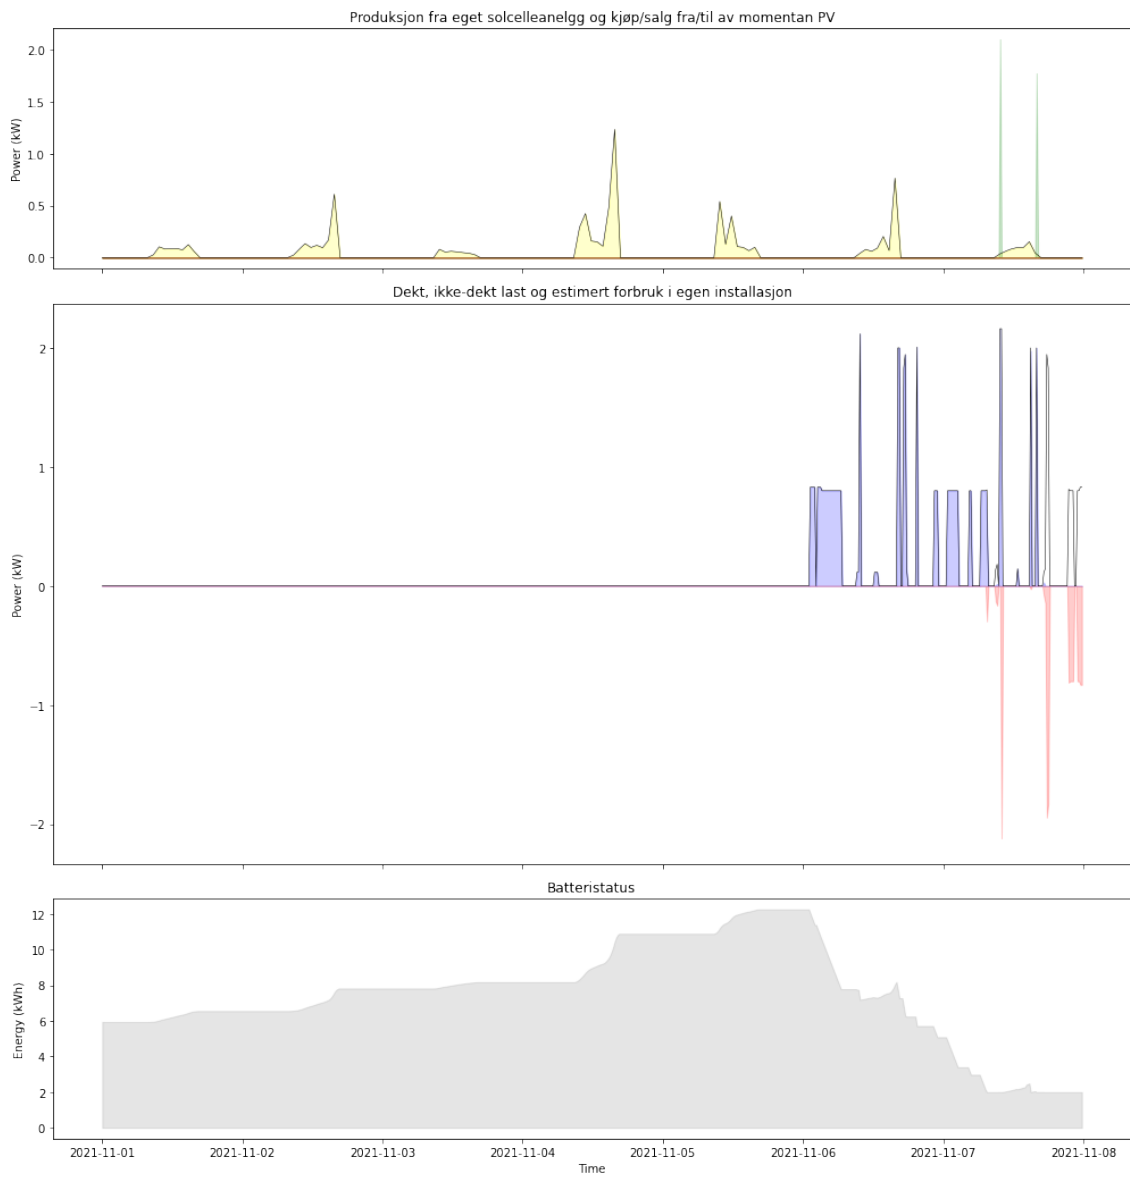 Produksjon fra eget solcelleanelgg og kjøp/salg fra/til av momentan PV
Power (kW)
2.0
1.5
1.0
0.5
0.0
Dekt, ikke-dekt last og estimert forbruk i egen installasjon
Power (kW)
2
1
0
−1
−2
Batteristatus
Energy (kWh)
12
10
8
6
4
2
0
2021-11-01 2021-11-02 2021-11-03 2021-11-04 2021-11-05 2021-11-06 2021-11-07 2021-11-08
Time